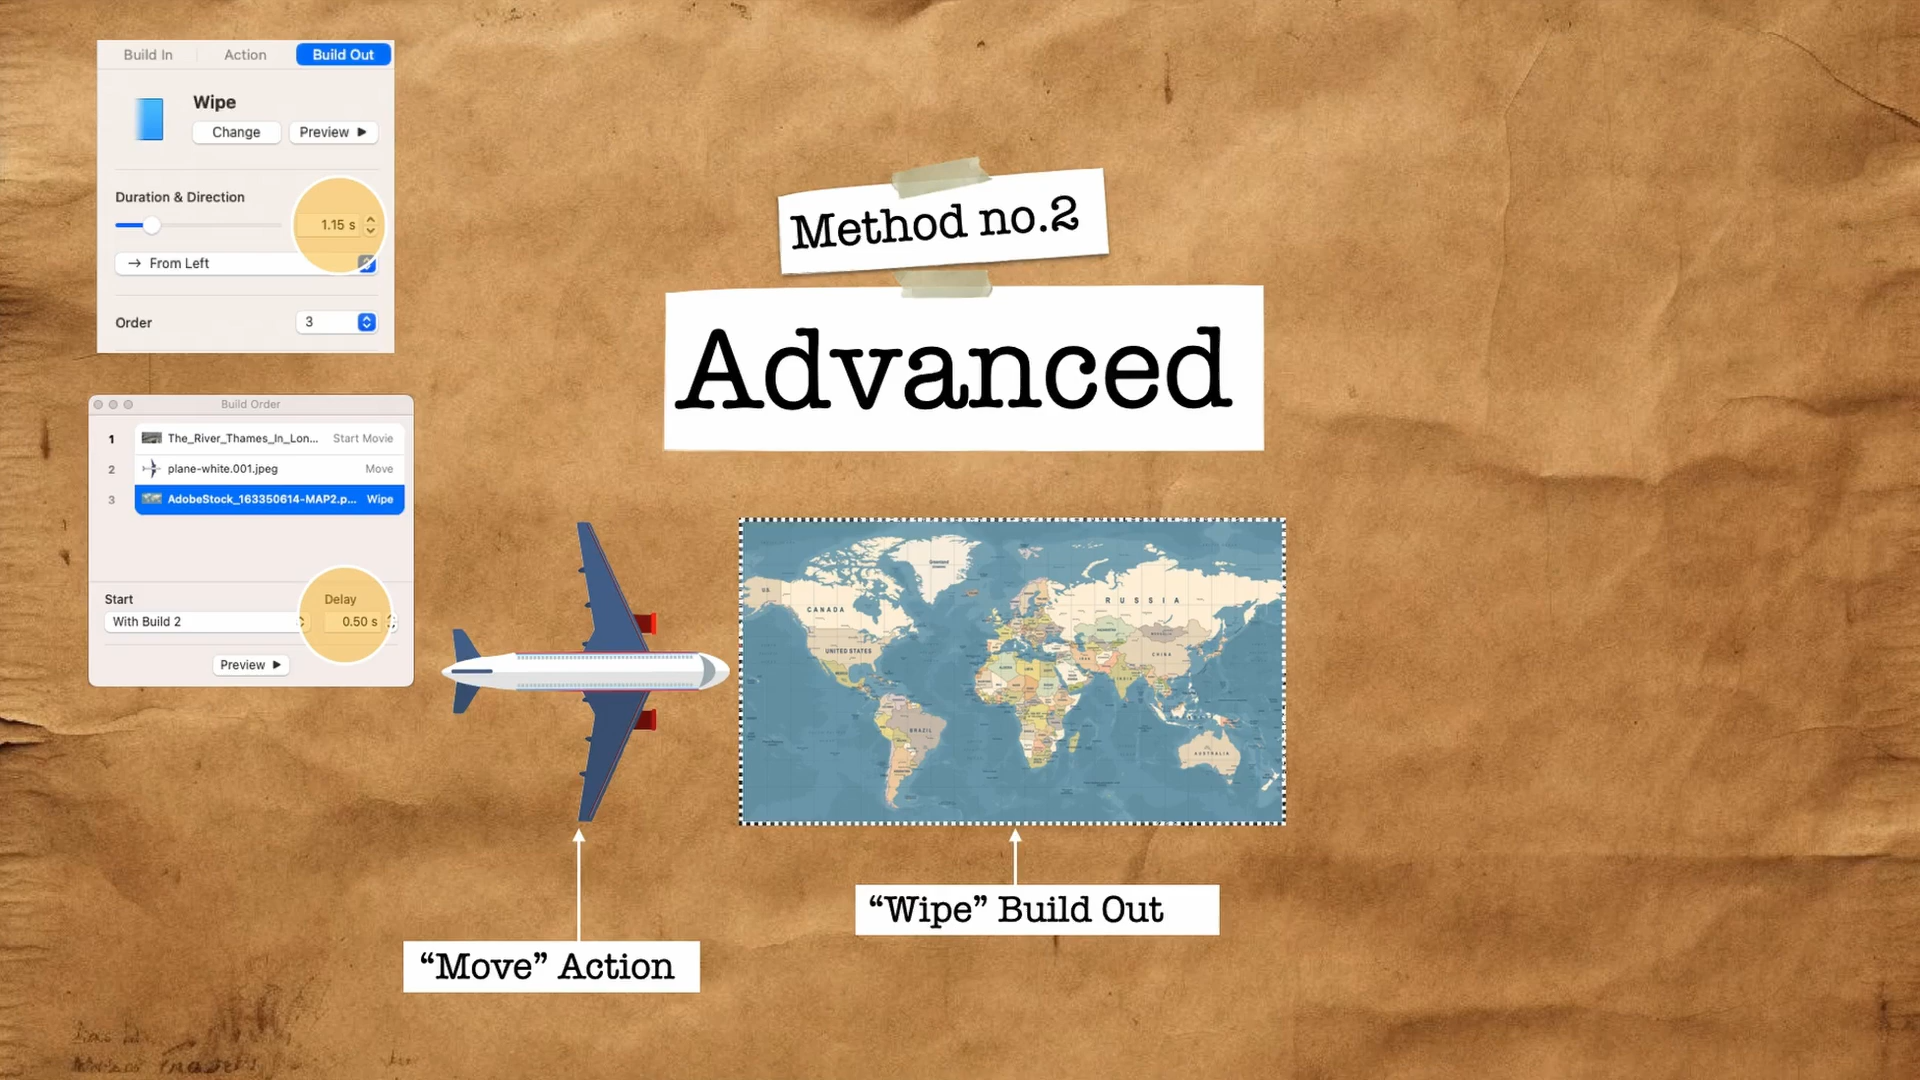 Build In
Action
Build Out
Wipe
Change
Preview
Duration & Direction
1.15 s
From Left
Order
3
Method no.2
Advanced
Build Order
1
The_River_Thames_In_Lon...
Start Movie
2
plane-white.001.jpeg
Move
3
AdobeStock_163350614-MAP2.p...
Wipe
Start
Delay
With Build 2
0.50 s
Preview
Greenland
U.S.
CANADA
RUSSIA
UNITED STATES
CHINA
INDIA
BRAZIL
AUSTRALIA
“Wipe” Build Out
“Move” Action